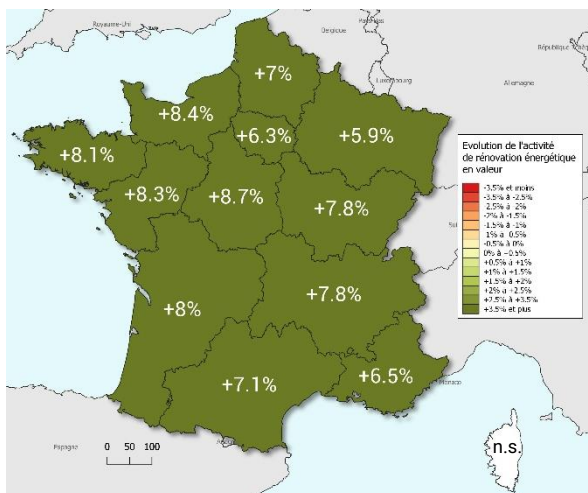 Royaume-Uni
Belgique
Luxembourg
Allemagne
+7%
+8.4%
+6.3%
+5.9%
+8.1%
+8.3%
+8.7%
+7.8%
+8%
+7.8%
+7.1%
+6.5%
Monaco
n.s.
Espagne
0 50 100
Evolution de l'activité
de rénovation énergétique
en valeur
-3.5% et moins
-3.5% à -2.5%
-2.5% à -2%
-2% à -1.5%
-1.5% à -1%
-1% à -0.5%
-0.5% à 0%
0% à +0.5%
+0.5% à +1%
+1% à +1.5%
+1.5% à +2%
+2% à +2.5%
+2.5% à +3.5%
+3.5% et plus